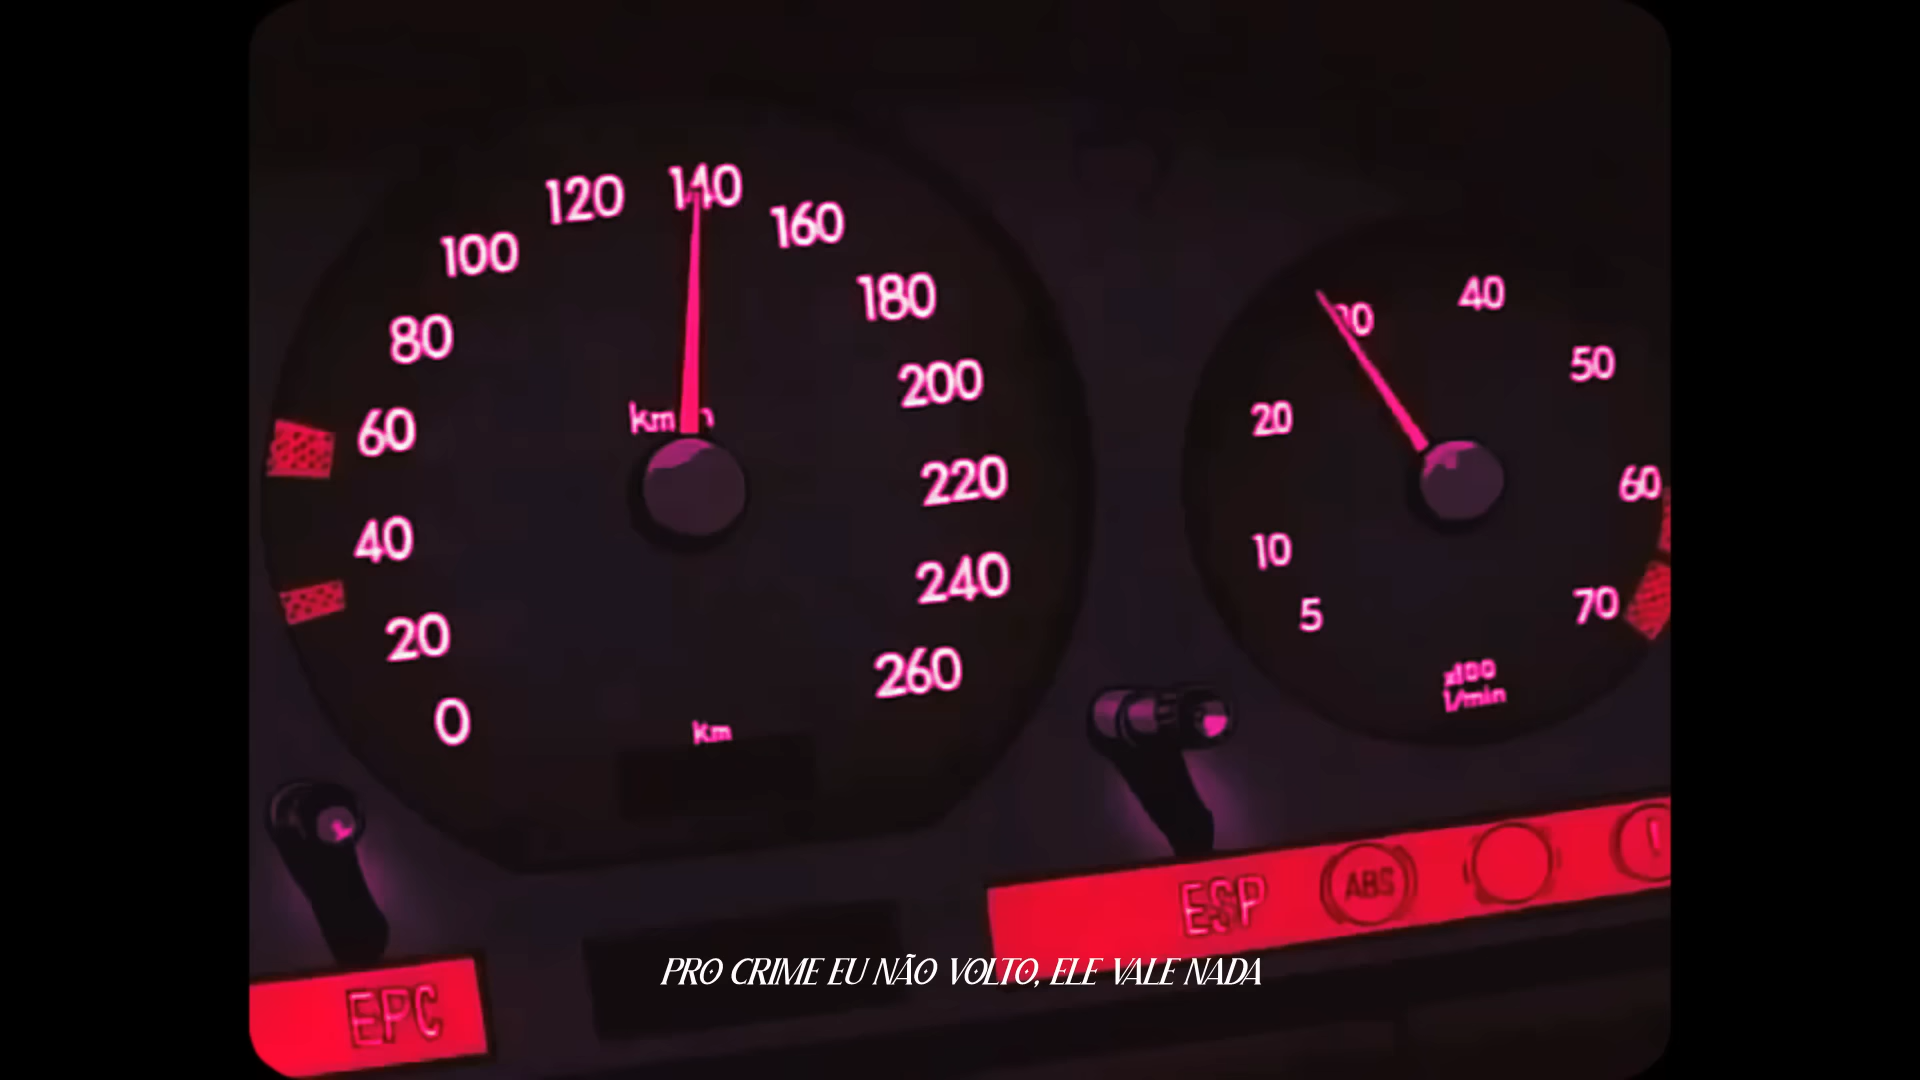 120 140 160
100 180
80 200
60 km
220
40 240
20 260
0 km
40
50
20 60
10 70
5
x100
1/min
ESP ABS !
EPC
PRO CRIME EU NÃO VOLTO, ELE VALE NADA